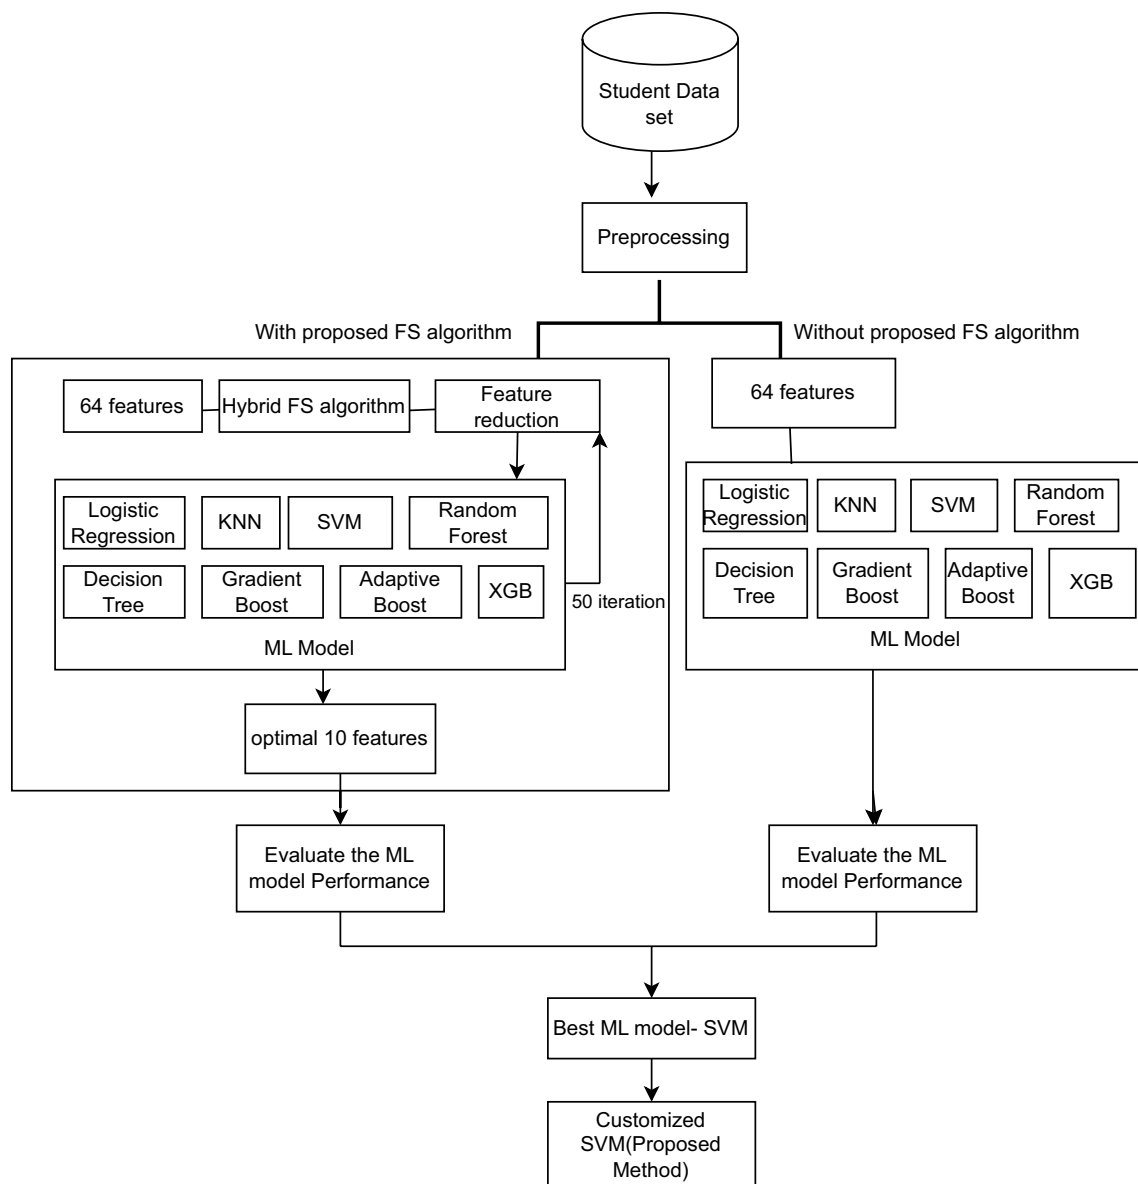 Student Data
set
Preprocessing
With proposed FS algorithm
Without proposed FS algorithm
64 features
Hybrid FS algorithm
Feature
reduction
Logistic
Regression
KNN
SVM
Random
Forest
Decision
Tree
Gradient
Boost
Adaptive
Boost
XGB
50 iteration
ML Model
optimal 10 features
Evaluate the ML
model Performance
64 features
Logistic
Regression
KNN
SVM
Random
Forest
Decision
Tree
Gradient
Boost
Adaptive
Boost
XGB
ML Model
Evaluate the ML
model Performance
Best ML model- SVM
Customized
SVM(Proposed
Method)